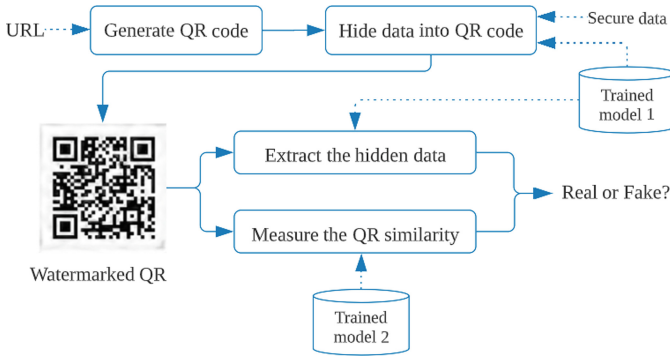 URL
Generate QR code
Hide data into QR code
Secure data
Trained
model 1
Extract the hidden data
Real or Fake?
Measure the QR similarity
Watermarked QR
Trained
model 2